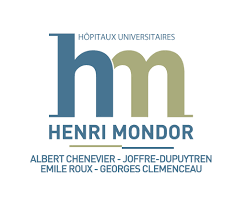 HÔPITAUX UNIVERSITAIRES
hm
HENRI MONDOR
ALBERT CHENEVIER - JOFFRE-DUPUYTREN
EMILE ROUX - GEORGES CLEMENCEAU